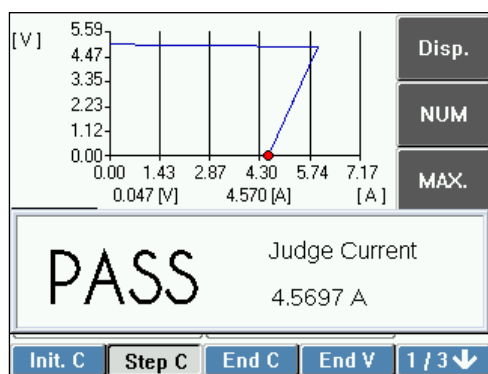 [V]
5.59
4.47
3.35
2.23
1.12
0.00
0.00 1.43 2.87 4.30 5.74 7.17
0.047 [V] 4.570 [A] [A]
Disp.
NUM
MAX.
PASS
Judge Current
4.5697 A
Init. C Step C End C End V 1/3